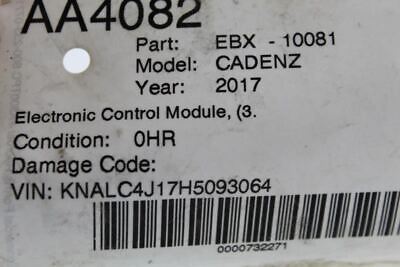 AA4082
Part: EBX - 10081
Model: CADENZ
Year: 2017
Electronic Control Module, (3.
Condition: 0HR
Damage Code:
VIN: KNALC4J17H5093064
0000732271